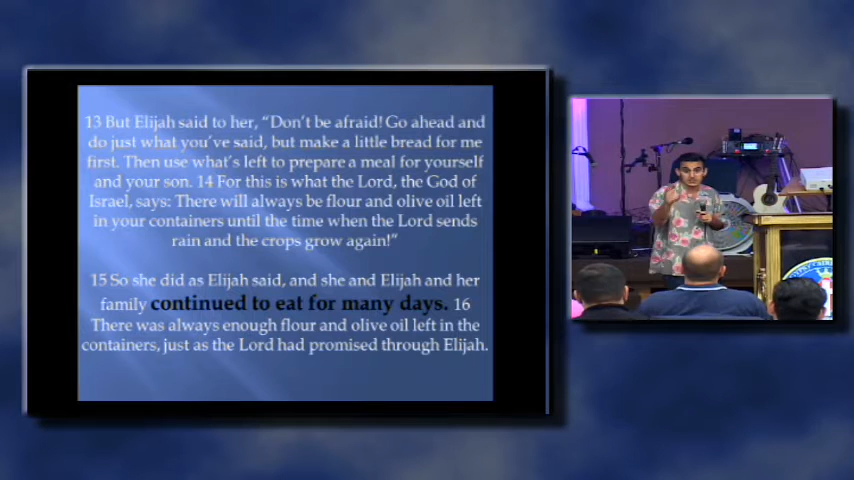 13 But Elijah said to her, “Don’t be afraid! Go ahead and
do just what you’ve said, but make a little bread for me
first. Then use what’s left to prepare a meal for yourself
and your son. 14 For this is what the Lord, the God of
Israel, says: There will always be flour and olive oil left
in your containers until the time when the Lord sends
rain and the crops grow again!”
15 So she did as Elijah said, and she and Elijah and her
family continued to eat for many days. 16
There was always enough flour and olive oil left in the
containers, just as the Lord had promised through Elijah.